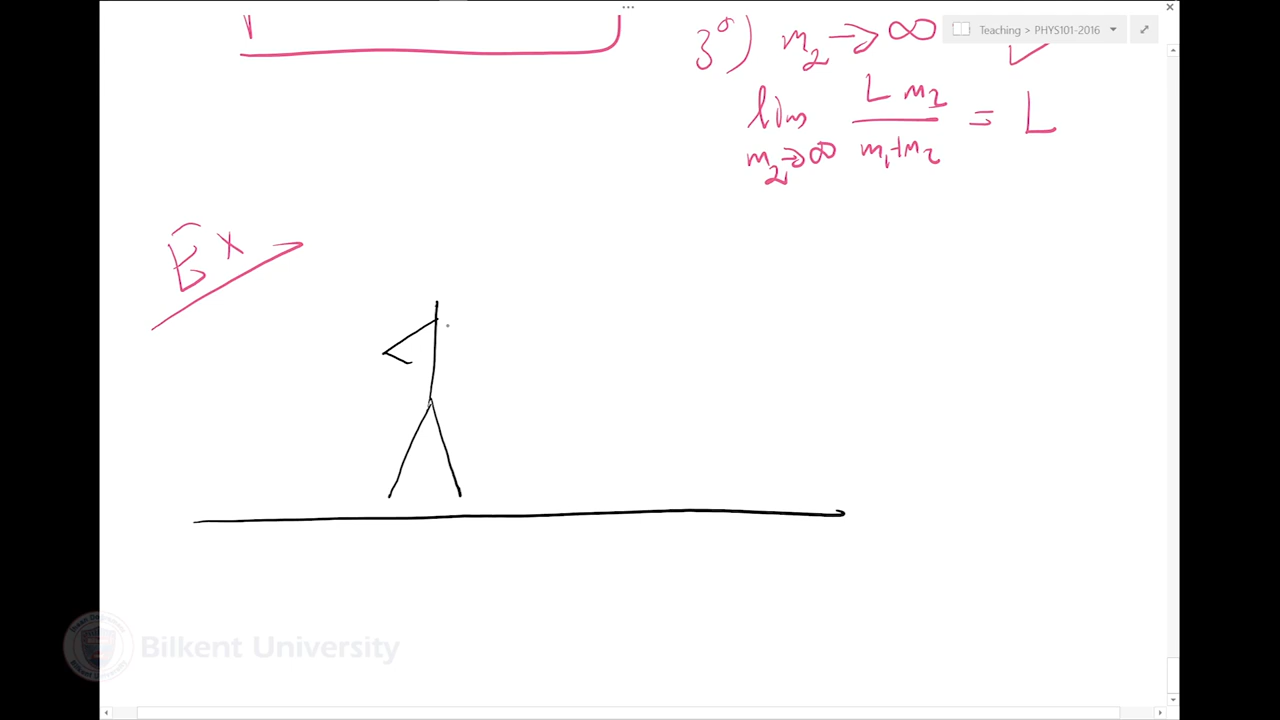 Teaching > PHYS101-2016
3°) m₂ → ∞ ✓
lim m₂→∞ L m₂ / m₁+m₂ = L
Ex
Bilkent University